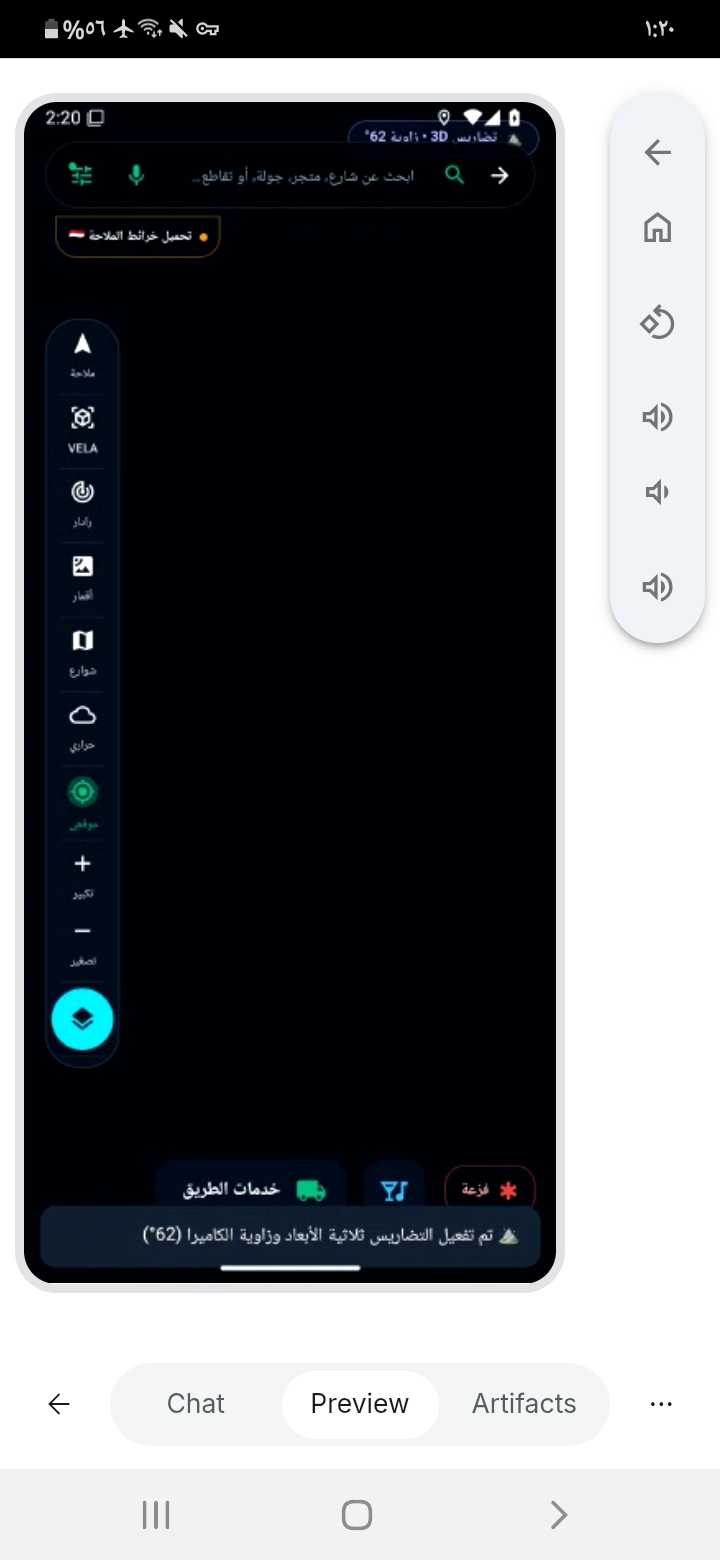 %٥٦
١:٢٠
2:20
تضاريس 3D • زاوية 62°
ابحث عن شارع، متجر، جولة، أو تقاطع...
تحميل خرائط الملاحة
ملاحة
VELA
رادار
أقمار
شوارع
حراري
موقعي
تكبير
تصغير
فزعة
خدمات الطريق
تم تفعيل التضاريس ثلاثية الأبعاد وزاوية الكاميرا (62°)
Chat
Preview
Artifacts